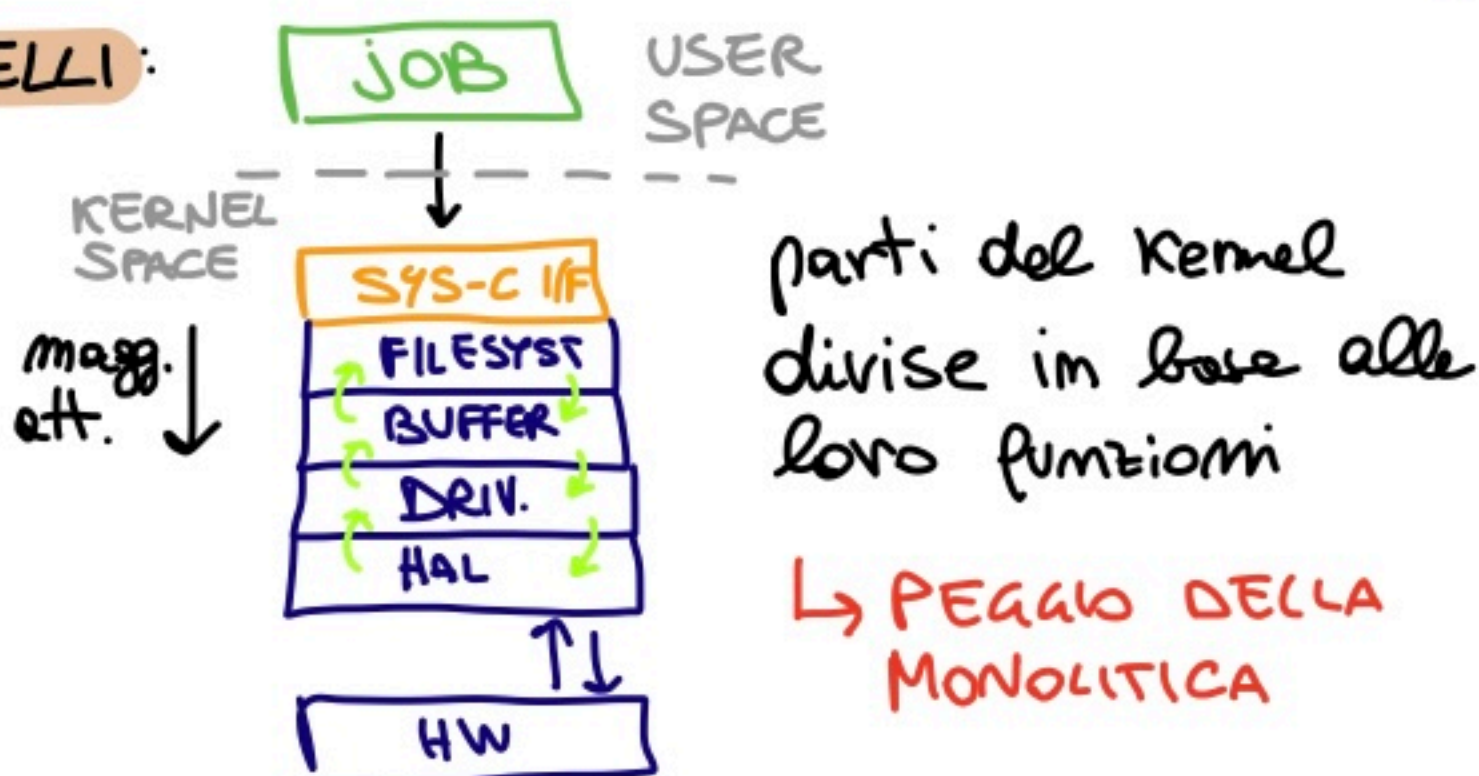 ELLI:
JOB
USER
SPACE
KERNEL
SPACE
SYS-C I/F
FILESYST
BUFFER
DRIV.
HAL
HW
magg.
att.
parti del kernel
divise in base alle
loro funzioni
↳ PEGGIO DELLA
MONOLITICA